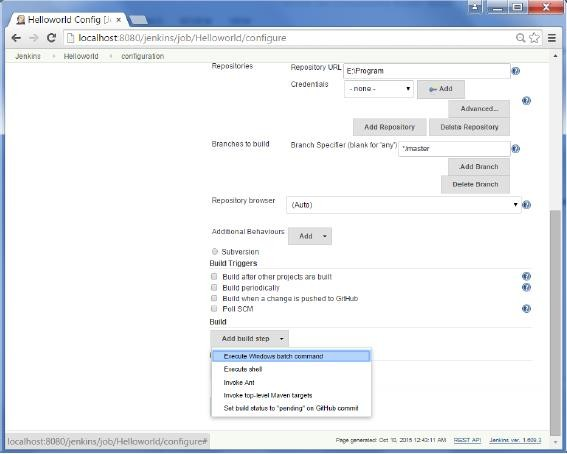 Helloworld Config [J
localhost:8080/jenkins/job/Helloworld/configure
Jenkins Helloworld configuration
Repositories
Repository URL E:\Program
Credentials - none - Add
Advanced...
Add Repository Delete Repository
Branches to build Branch Specifier (blank for 'any') */master
Add Branch
Delete Branch
Repository browser (Auto)
Additional Behaviours Add
Subversion
Build Triggers
Build after other projects are built
Build periodically
Build when a change is pushed to GitHub
Poll SCM
Build
Add build step
Execute Windows batch command
Execute shell
Invoke Ant
Invoke top-level Maven targets
Set build status to "pending" on GitHub commit
localhost:8080/jenkins/job/Helloworld/configure#
Page generated: Oct 10, 2015 12:43:11 AM REST API Jenkins ver. 1.609.3